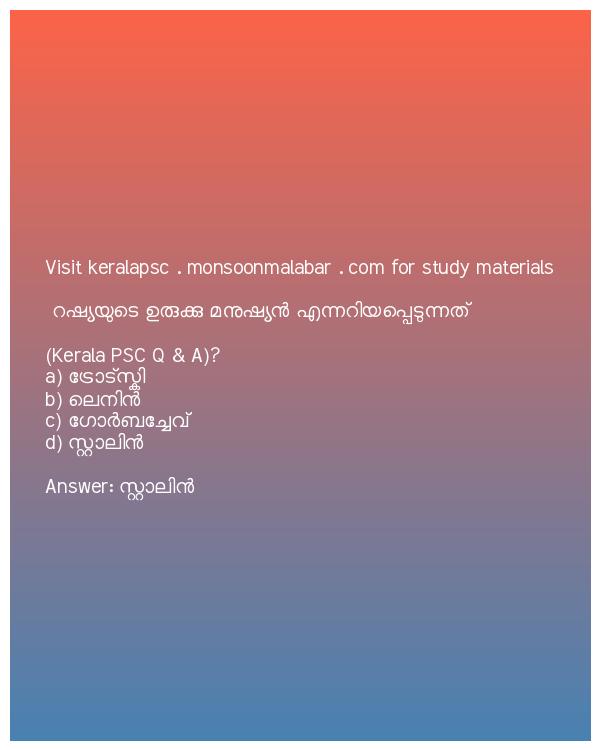 Visit keralapsc . monsoonmalabar . com for study materials
റഷ്യയുടെ ഉരുക്കു മനുഷ്യൻ എന്നറിയപ്പെടുന്നത്
(Kerala PSC Q & A)?
a) ട്രോട്സ്കി
b) ലെനിൻ
c) ഗോർബച്ചേവ്
d) സ്റ്റാലിൻ
Answer: സ്റ്റാലിൻ